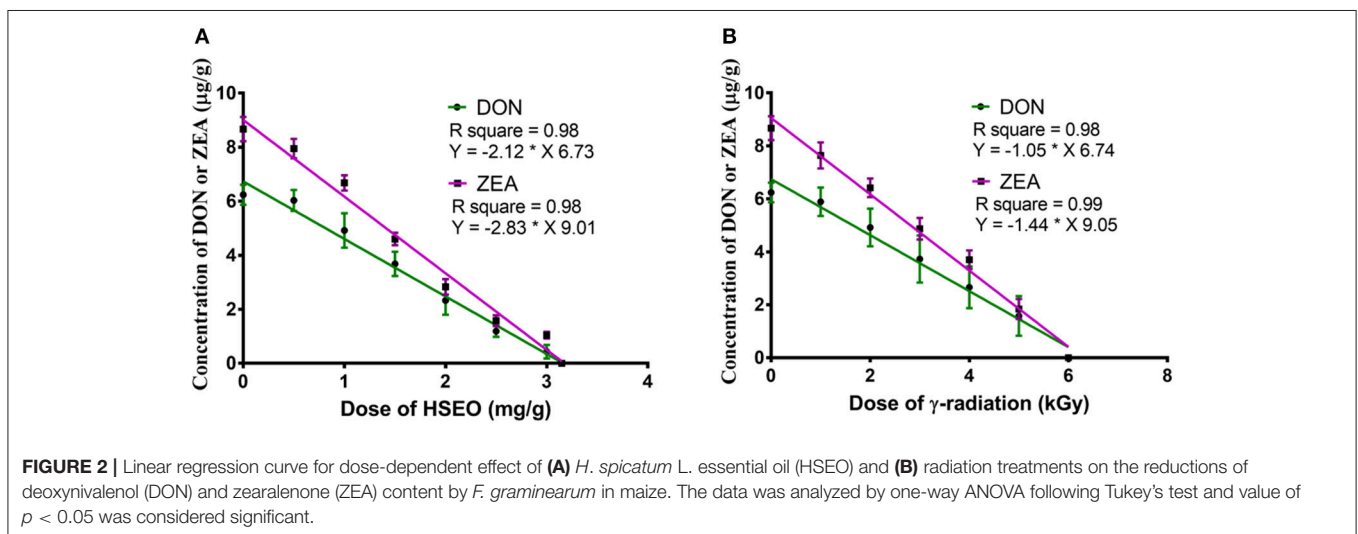 A
Concentration of DON or ZEA (µg/g)
10
8
6
4
2
0
0 1 2 3 4
Dose of HSEO (mg/g)
DON
R square = 0.98
Y = -2.12 * X 6.73
ZEA
R square = 0.98
Y = -2.83 * X 9.01
B
Concentration of DON or ZEA (µg/g)
10
8
6
4
2
0
0 2 4 6 8
Dose of γ-radiation (kGy)
DON
R square = 0.98
Y = -1.05 * X 6.74
ZEA
R square = 0.99
Y = -1.44 * X 9.05
FIGURE 2 | Linear regression curve for dose-dependent effect of (A) H. spicatum L. essential oil (HSEO) and (B) radiation treatments on the reductions of
deoxynivalenol (DON) and zearalenone (ZEA) content by F. graminearum in maize. The data was analyzed by one-way ANOVA following Tukey's test and value of
p < 0.05 was considered significant.